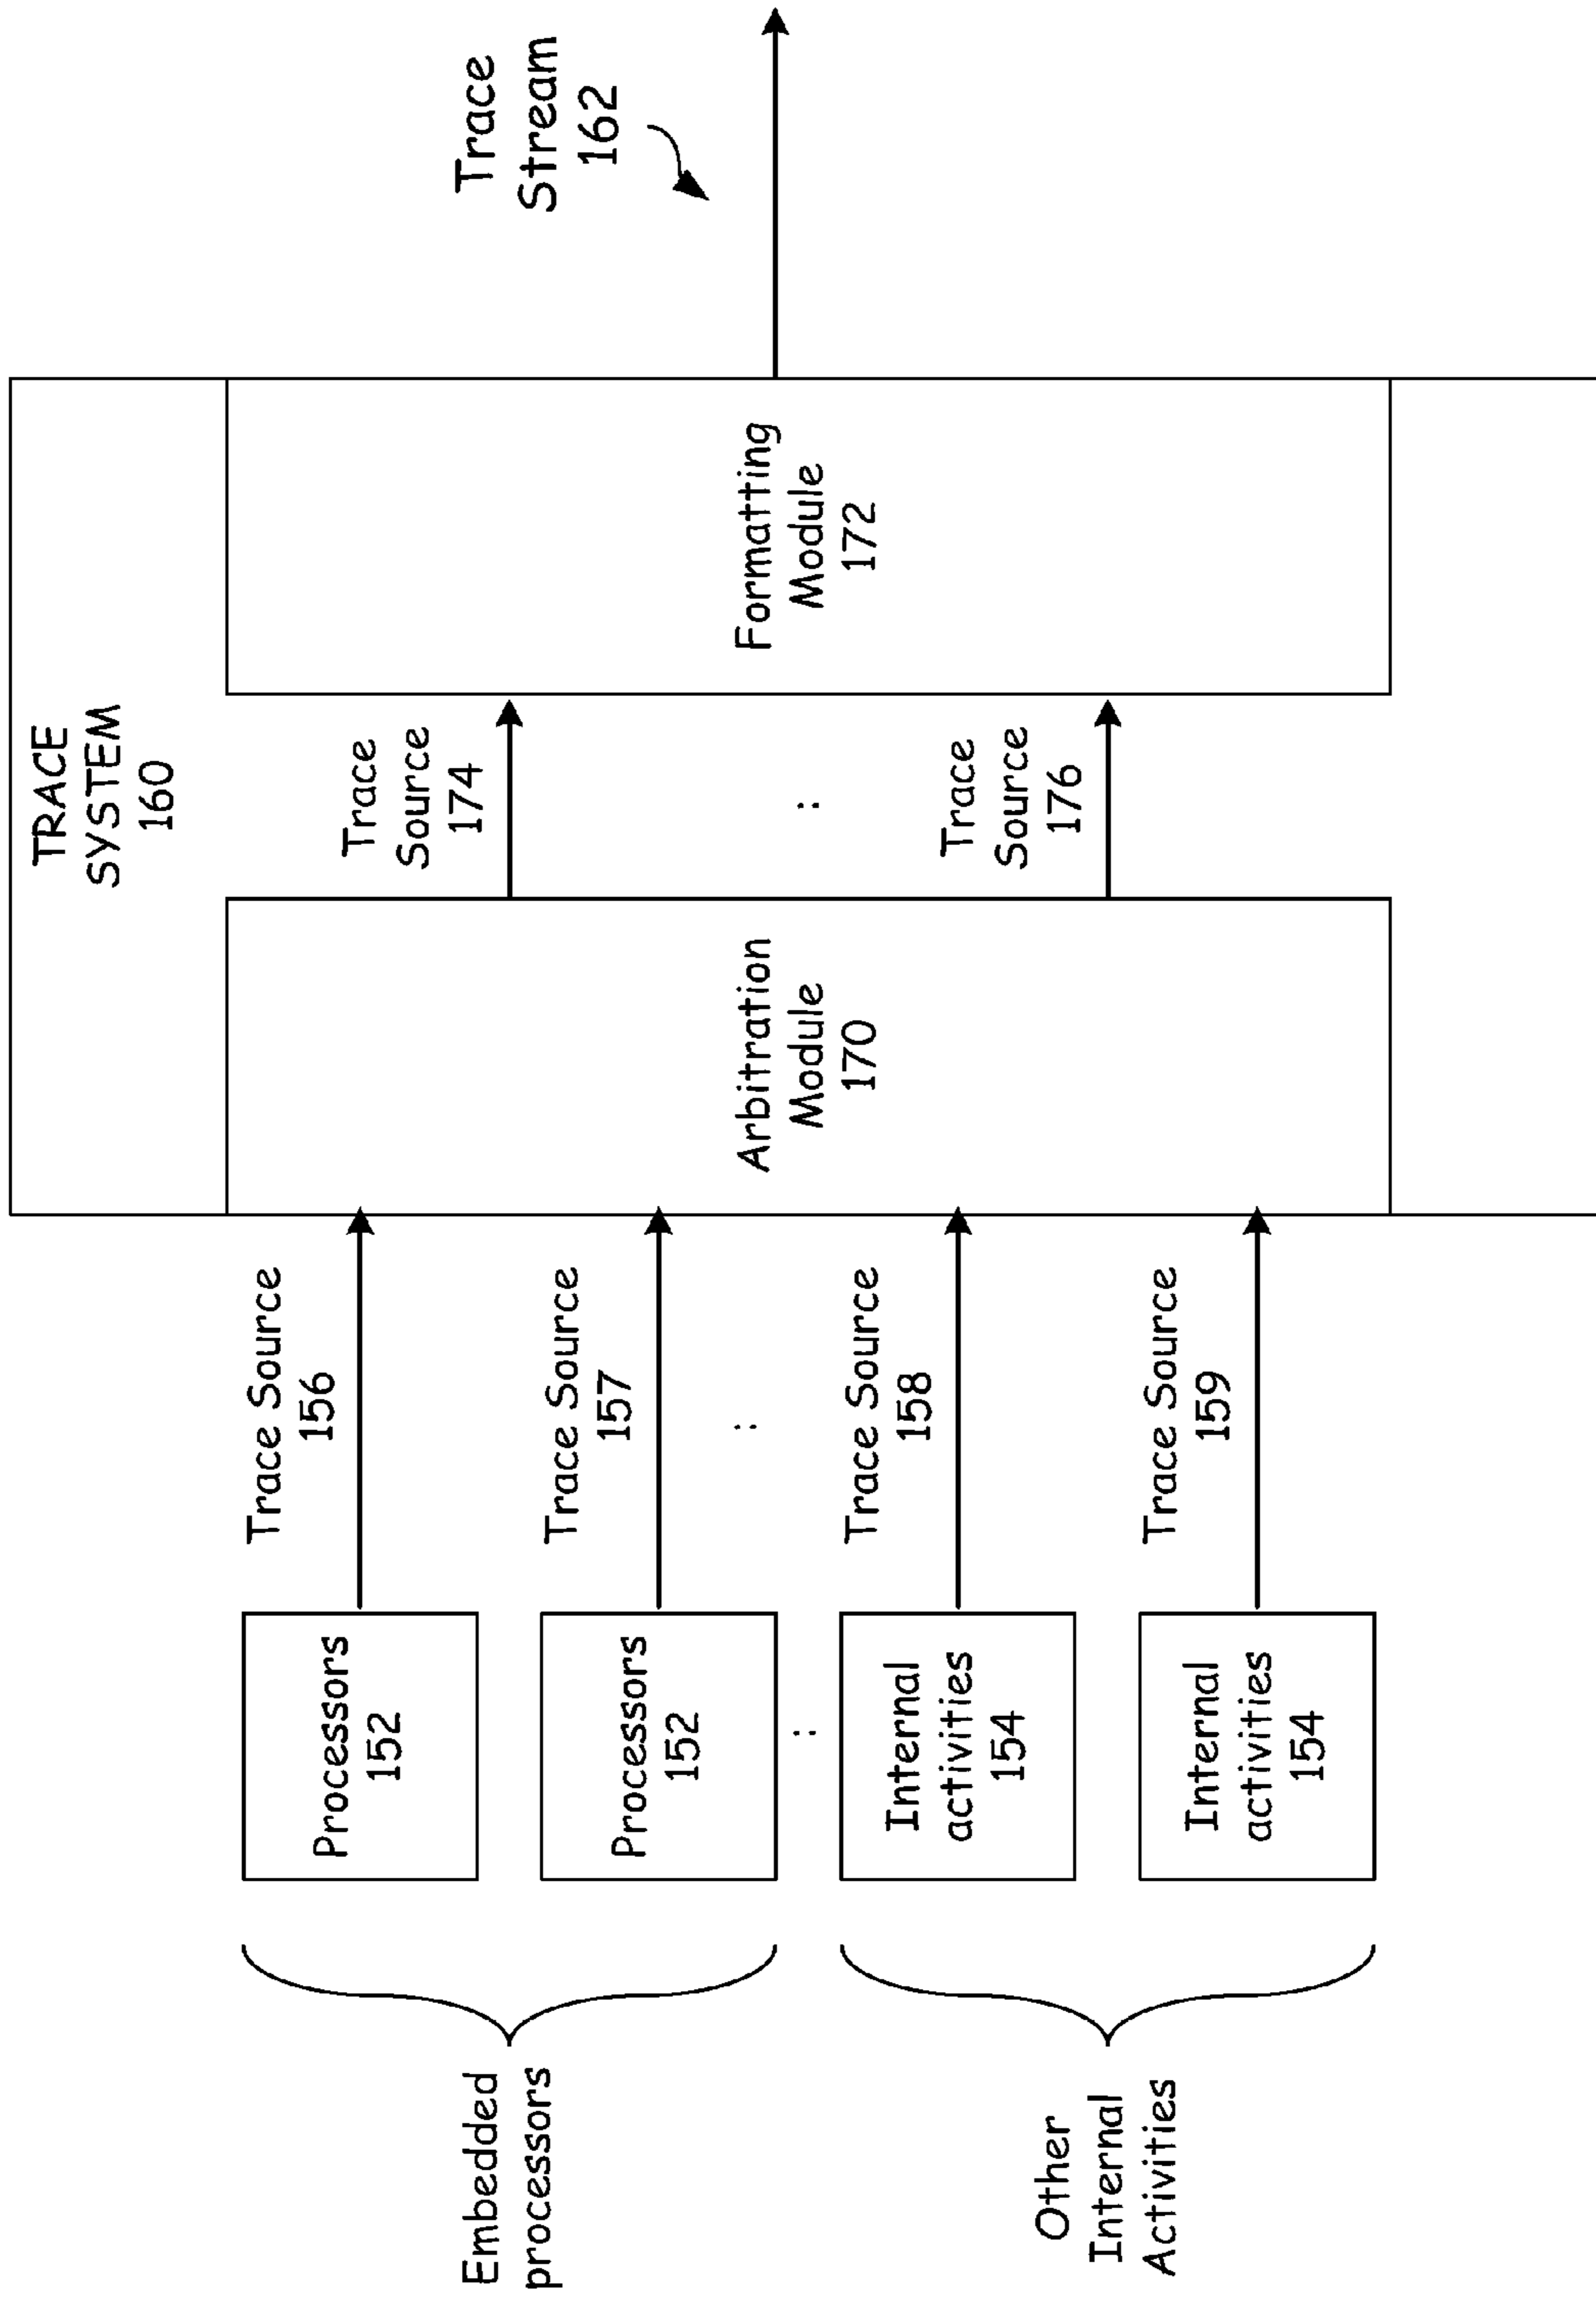 Embedded
processors
Other
Internal
Activities
Processors
152
Processors
152
:
Internal
activities
154
Internal
activities
154
Trace Source
156
Trace Source
157
:
Trace Source
158
Trace Source
159
TRACE
SYSTEM
160
Arbitration
Module
170
Trace
Source
174
:
Trace
Source
176
Formatting
Module
172
Trace
Stream
162